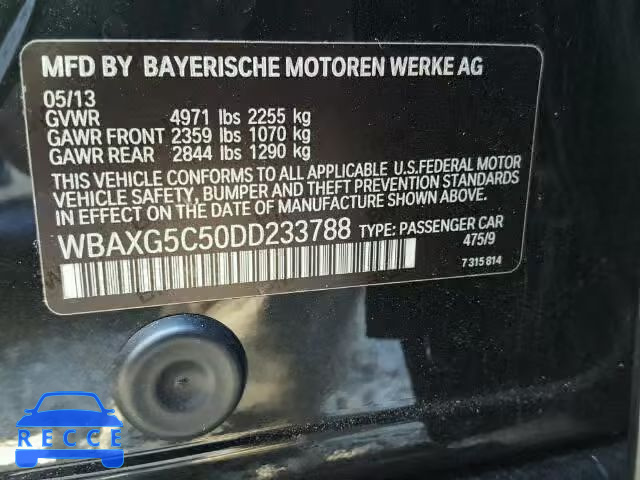 MFD BY BAYERISCHE MOTOREN WERKE AG
05/13
GVWR 4971 lbs 2255 kg
GAWR FRONT 2359 lbs 1070 kg
GAWR REAR 2844 lbs 1290 kg
THIS VEHICLE CONFORMS TO ALL APPLICABLE U.S.FEDERAL MOTOR
VEHICLE SAFETY, BUMPER AND THEFT PREVENTION STANDARDS
IN EFFECT ON THE DATE OF MANUFACTURE SHOWN ABOVE.
WBAXG5C50DD233788 TYPE: PASSENGER CAR
475/9
7 315 814
RECCE